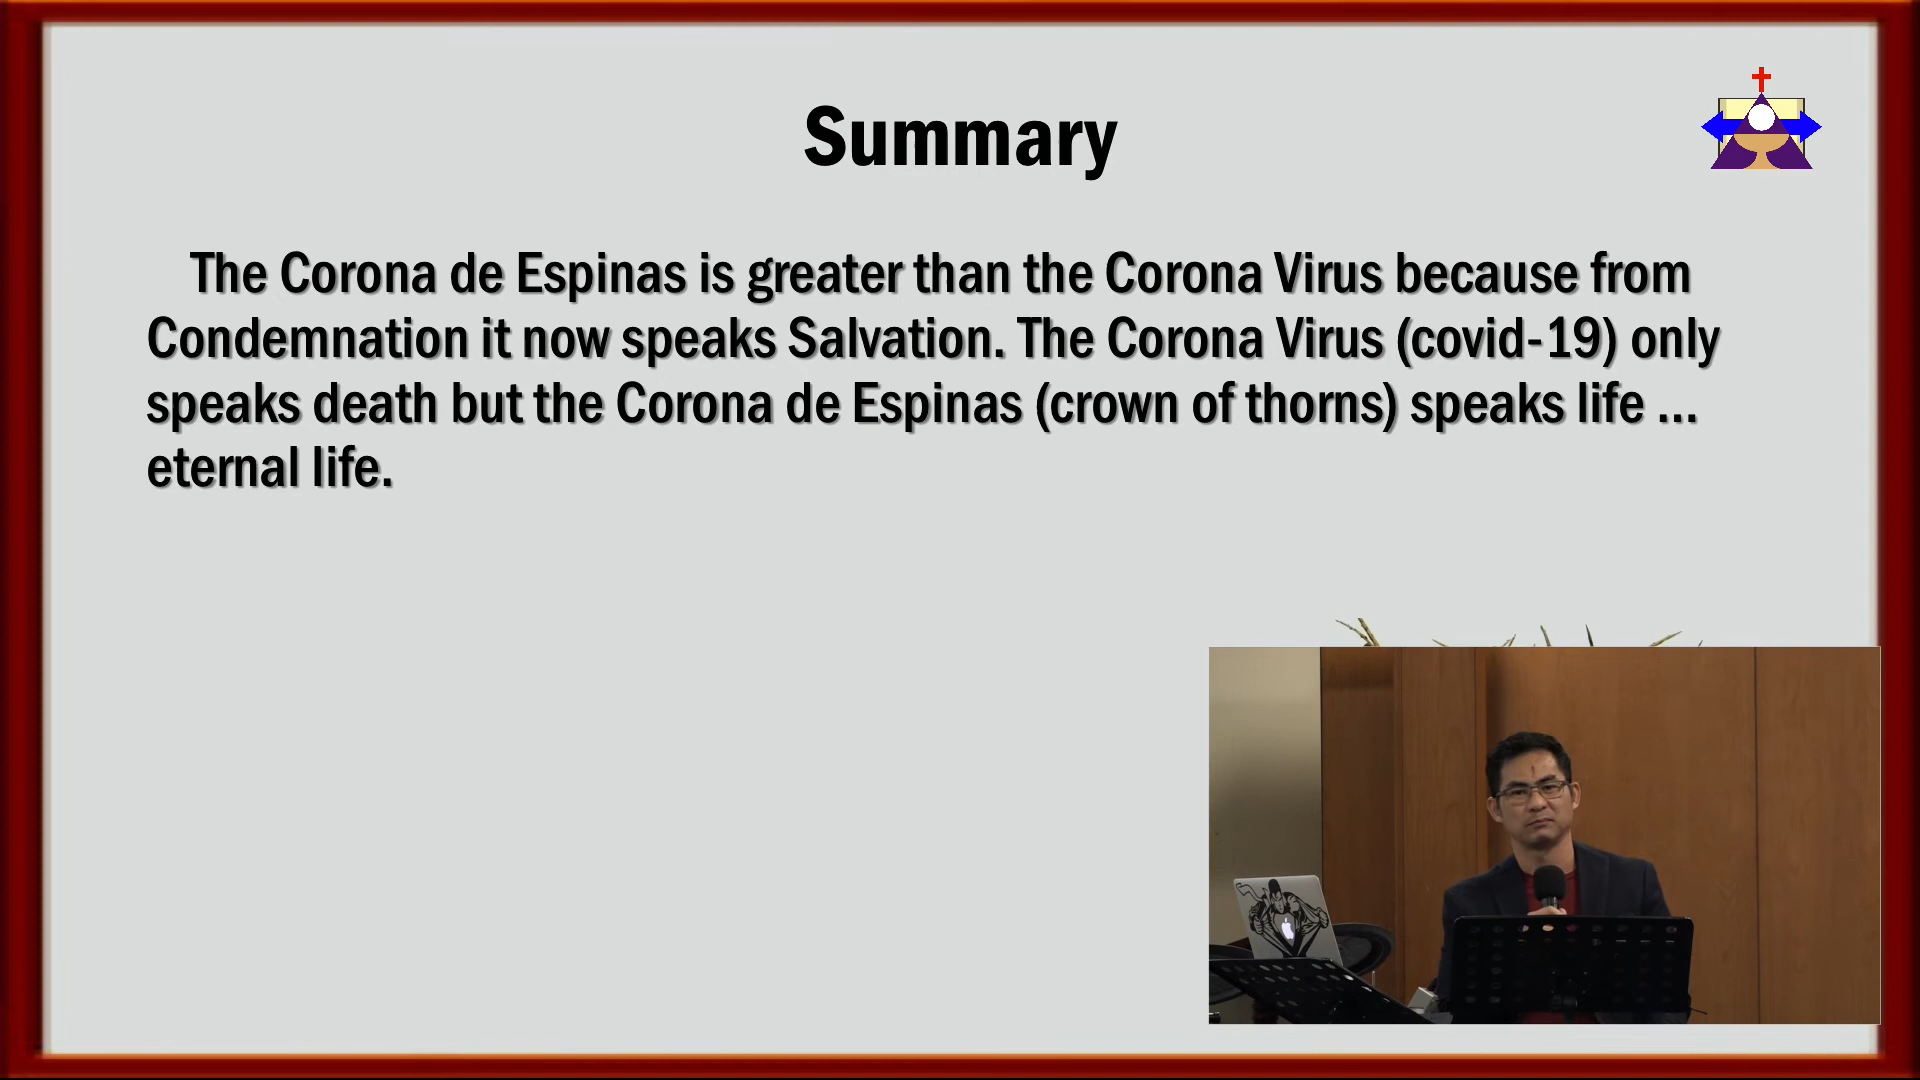 Summary
The Corona de Espinas is greater than the Corona Virus because from
Condemnation it now speaks Salvation. The Corona Virus (covid-19) only
speaks death but the Corona de Espinas (crown of thorns) speaks life ...
eternal life.